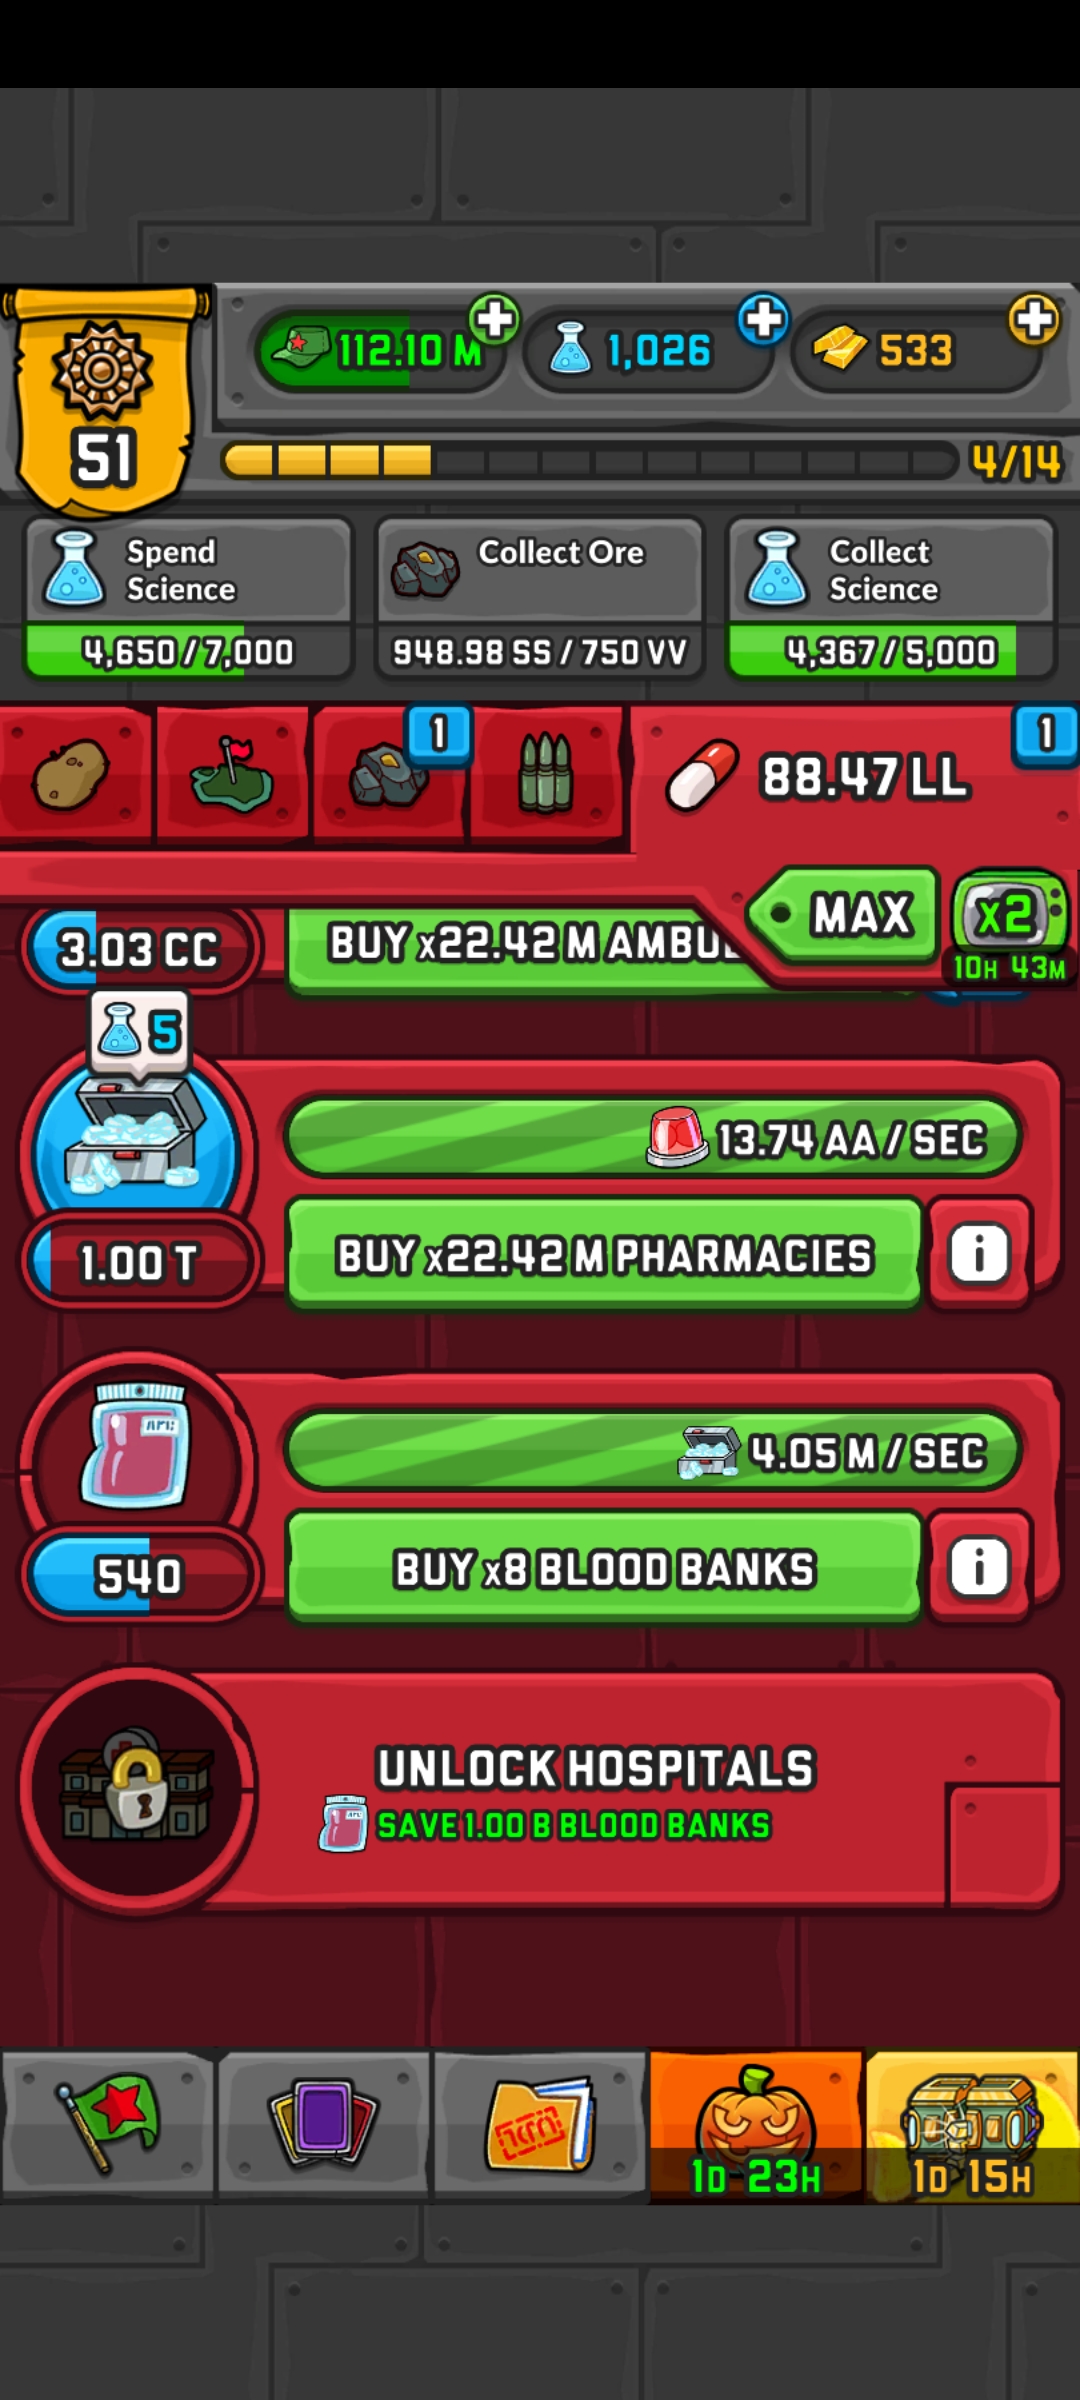 112.10 M
1,026
533
51
4/14
Spend
Science
4,650/7,000
Collect Ore
948.98 SS/750 VV
Collect
Science
4,367/5,000
1
1
88.47 LL
MAX
x2
10H 43M
3.03 CC
BUY x22.42 M
5
13.74 AA/SEC
1.00 T
BUY x22.42 M PHARMACIES
i
4.05 M/SEC
540
BUY x8 BLOOD BANKS
i
UNLOCK HOSPITALS
SAVE 1.00 B BLOOD BANKS
1D 23H
1D 15H